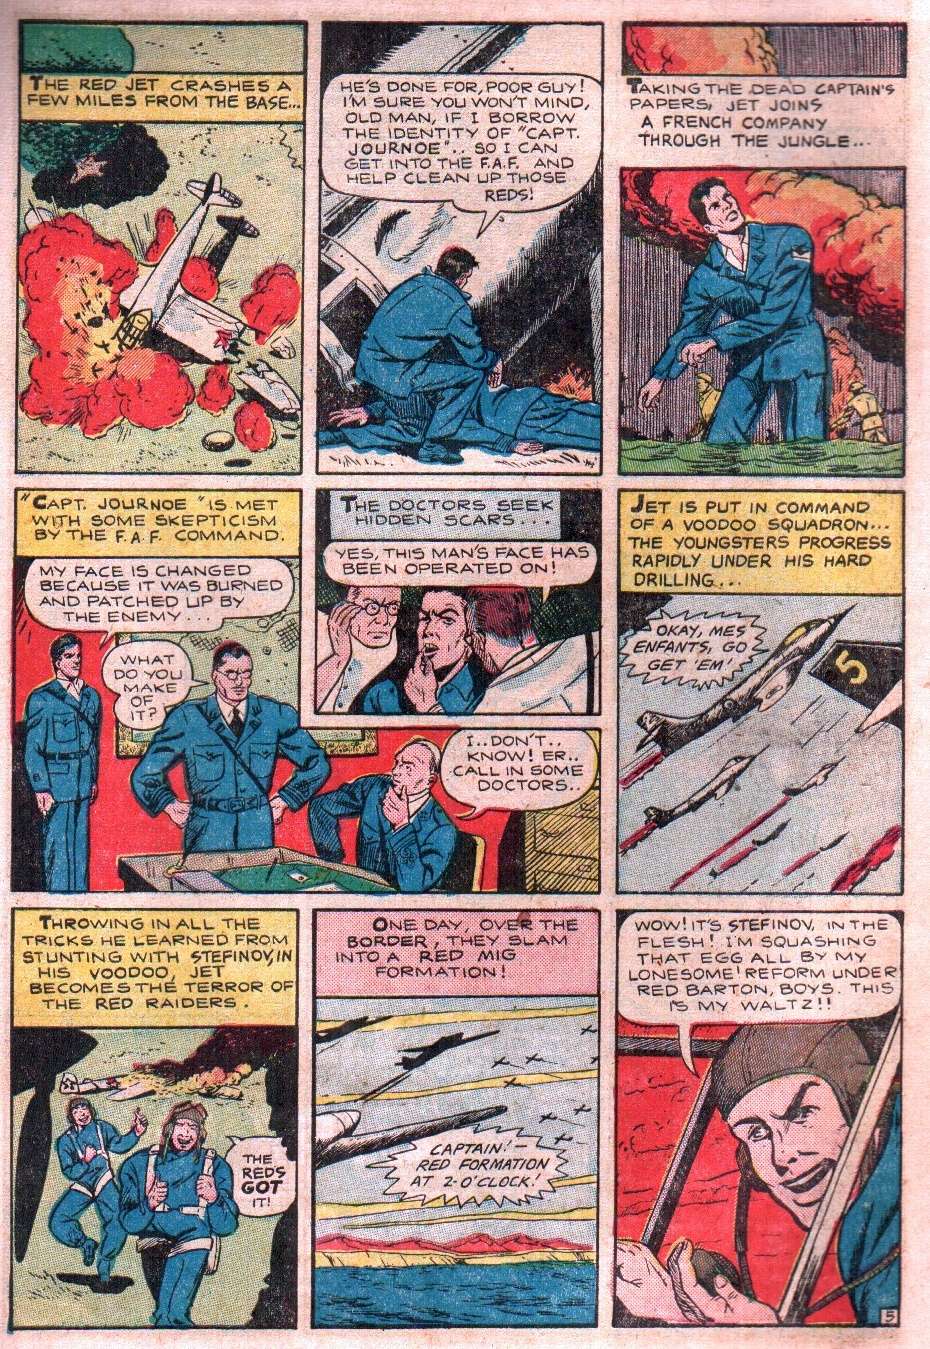 THE RED JET CRASHES A
FEW MILES FROM THE BASE...
HE'S DONE FOR, POOR GUY!
I'M SURE YOU WON'T MIND,
OLD MAN, IF I BORROW
THE IDENTITY OF "CAPT.
JOURNOE".. SO I CAN
GET INTO THE F.A.F. AND
HELP CLEAN UP THOSE
REDS!
TAKING THE DEAD CAPTAIN'S
PAPERS, JET JOINS
A FRENCH COMPANY
THROUGH THE JUNGLE...
"CAPT. JOURNOE" IS MET
WITH SOME SKEPTICISM
BY THE F.A.F. COMMAND.
MY FACE IS CHANGED
BECAUSE IT WAS BURNED
AND PATCHED UP BY
THE ENEMY...
WHAT
DO YOU
MAKE
OF
IT?
I..DON'T..
KNOW! ER..
CALL IN SOME
DOCTORS..
THE DOCTORS SEEK
HIDDEN SCARS...
YES, THIS MAN'S FACE HAS
BEEN OPERATED ON!
JET IS PUT IN COMMAND
OF A VOODOO SQUADRON...
THE YOUNGSTERS PROGRESS
RAPIDLY UNDER HIS HARD
DRILLING...
OKAY, MES
ENFANTS, GO
GET 'EM!
5
THROWING IN ALL THE
TRICKS HE LEARNED FROM
STUNTING WITH STEFINOV, IN
HIS VOODOO, JET
BECOMES THE TERROR OF
THE RED RAIDERS.
THE
REDS
GOT
IT!
ONE DAY, OVER THE
BORDER, THEY SLAM
INTO A RED MIG
FORMATION!
CAPTAIN!-
RED FORMATION
AT 2-O'CLOCK!
WOW! IT'S STEFINOV, IN THE
FLESH! I'M SQUASHING
THAT EGG ALL BY MY
LONESOME! REFORM UNDER
RED BARTON, BOYS. THIS
IS MY WALTZ!!
5